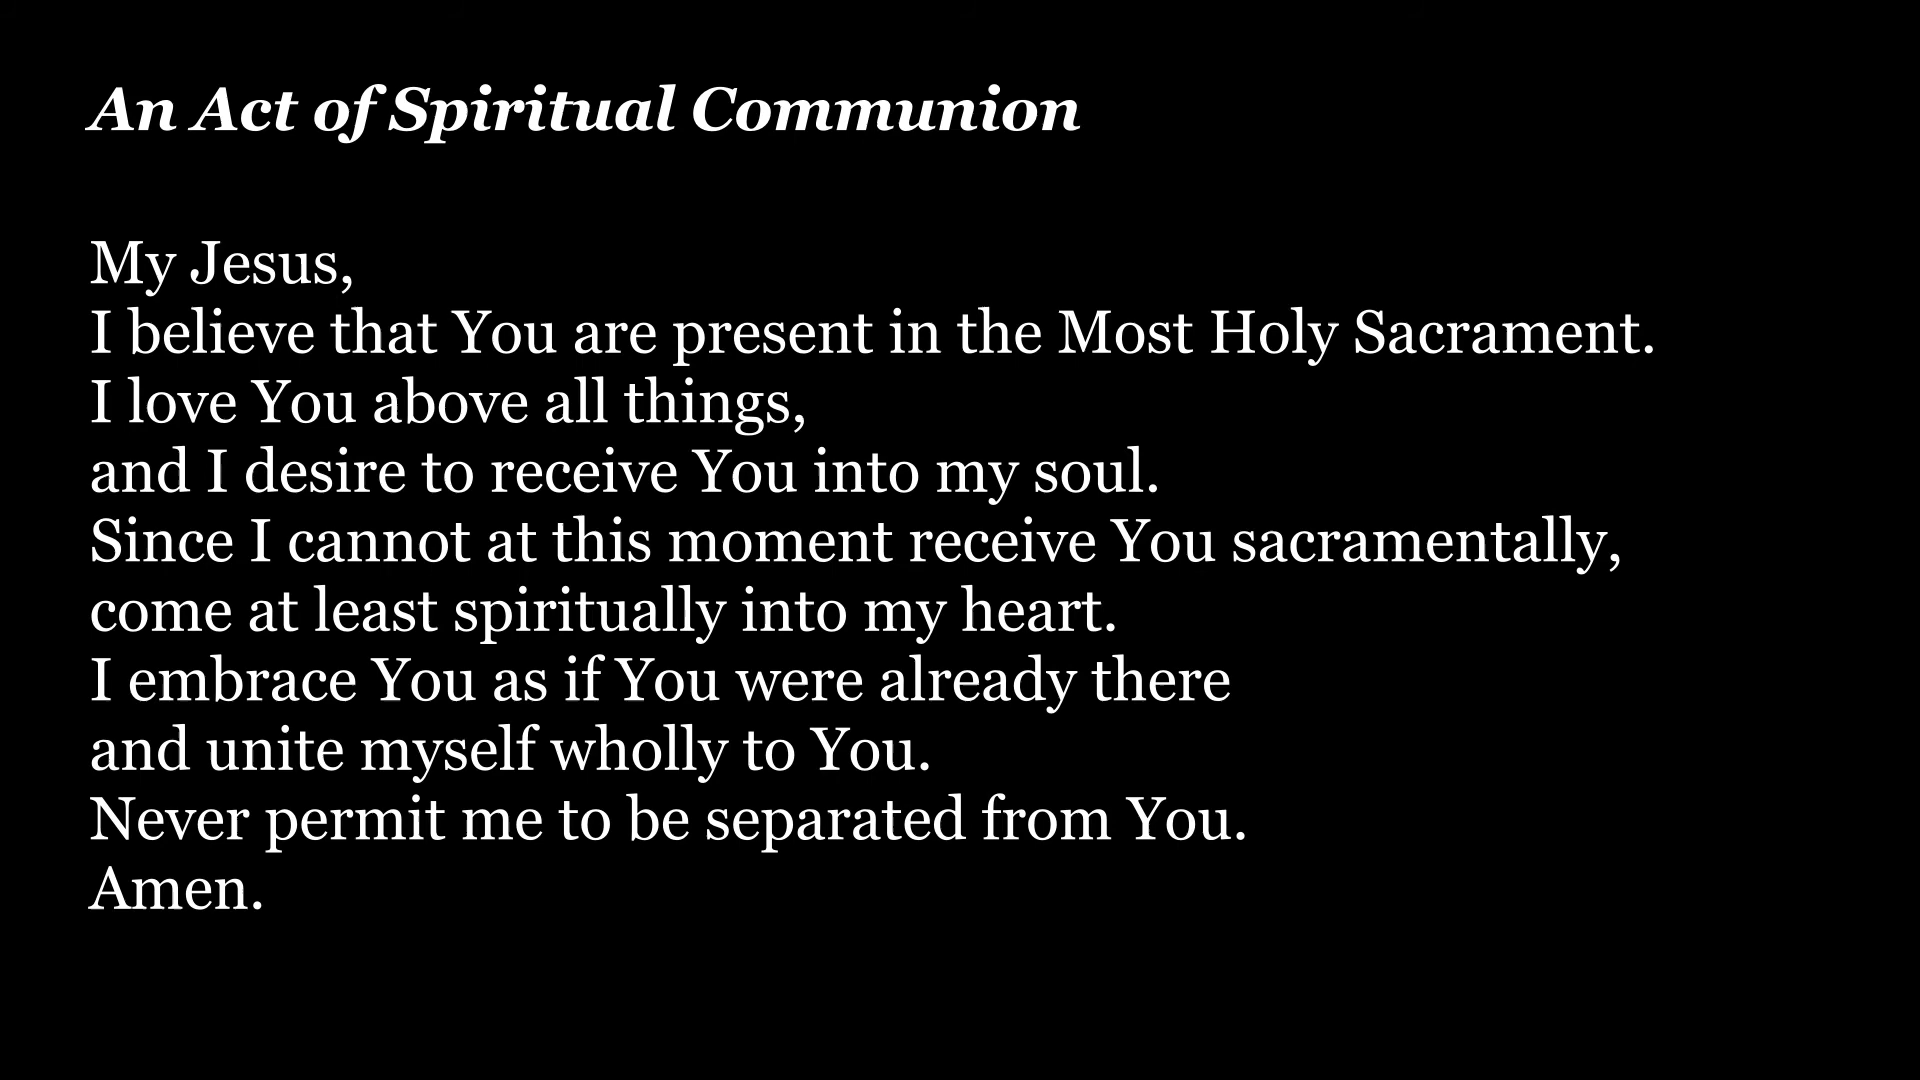 An Act of Spiritual Communion
My Jesus,
I believe that You are present in the Most Holy Sacrament.
I love You above all things,
and I desire to receive You into my soul.
Since I cannot at this moment receive You sacramentally,
come at least spiritually into my heart.
I embrace You as if You were already there
and unite myself wholly to You.
Never permit me to be separated from You.
Amen.